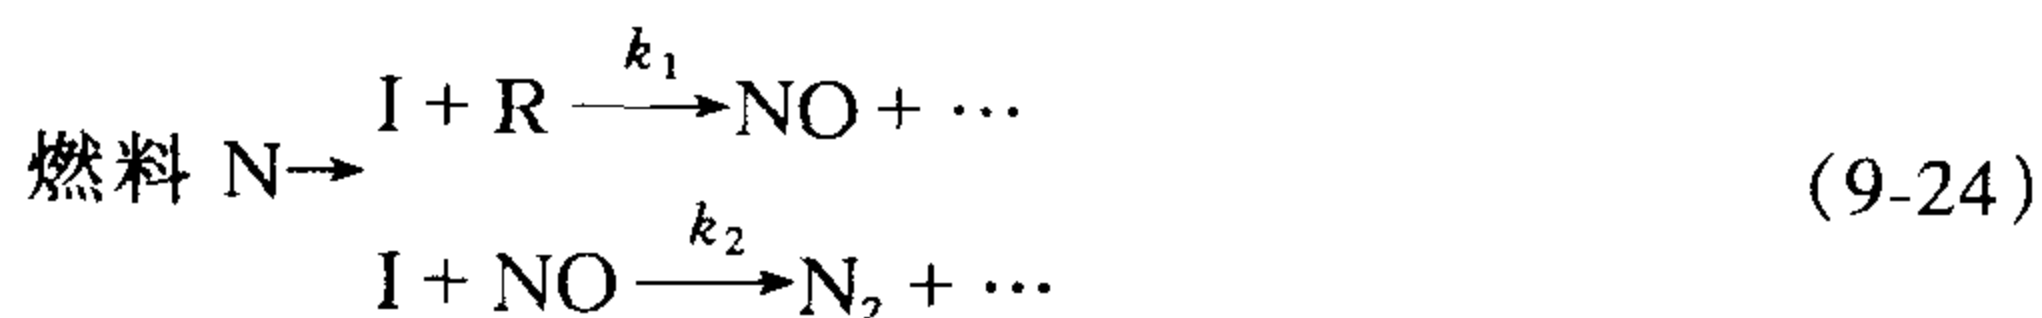 k₁
I + R ⟶ NO + ⋯
燃料 N→ (9-24)
k₂
I + NO ⟶ N₂ + ⋯